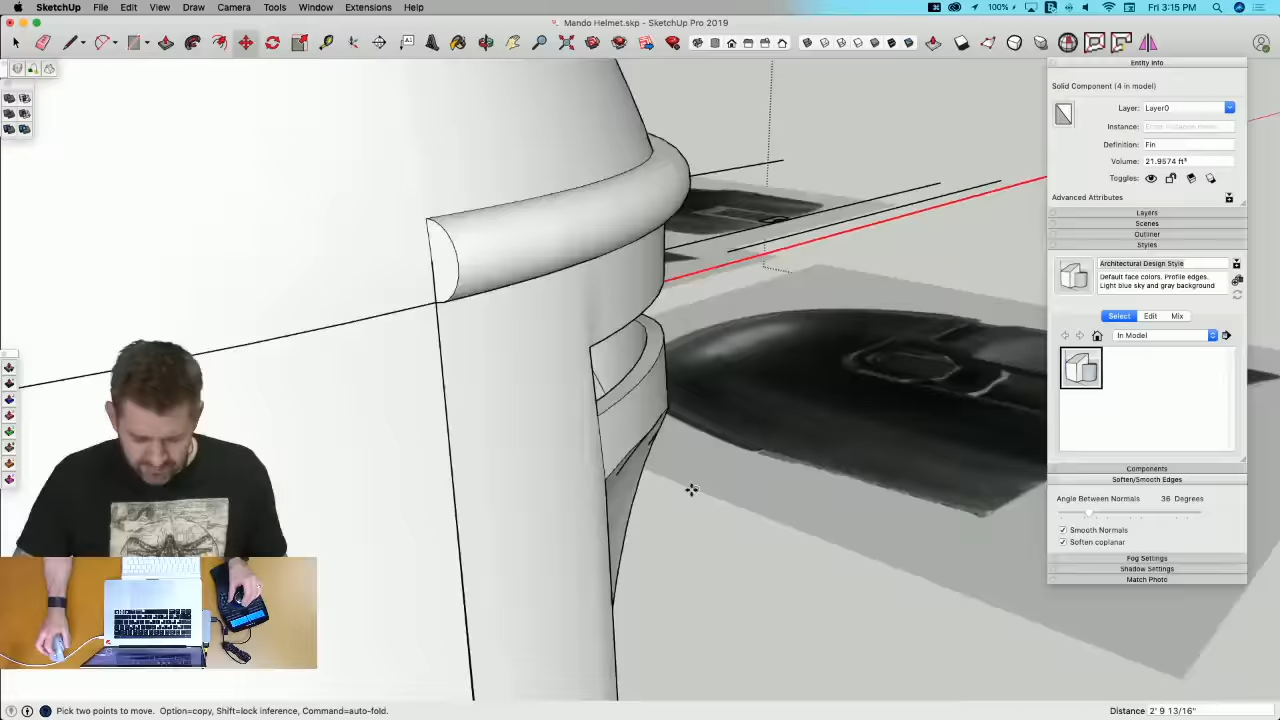 SketchUp File Edit View Draw Camera Tools Window Extensions Help
100% Fri 3:15 PM
Mando Helmet.skp - SketchUp Pro 2019
Entity Info
Solid Component (4 in model)
Layer: Layer0
Instance:
Definition: Fin
Volume: 21.9574 ft³
Toggles:
Advanced Attributes
Layers
Scenes
Outliner
Styles
Architectural Design Style
Default face colors. Profile edges. Light blue sky and gray background
Select Edit Mix
In Model
Components
Soften/Smooth Edges
Angle Between Normals 36 Degrees
Smooth Normals
Soften coplanar
Fog Settings
Shadow Settings
Match Photo
Pick two points to move. Option=copy, Shift=lock inference, Command=auto-fold.
Distance 2' 9 13/16"